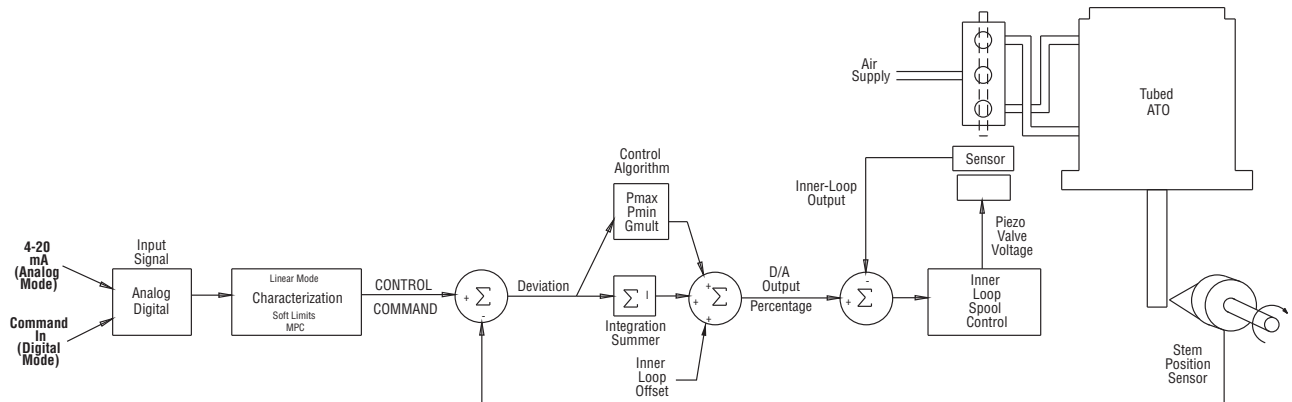 4-20
mA
(Analog
Mode)
Command
In
(Digital
Mode)
Input
Signal
Analog
Digital
Linear Mode
Characterization
Soft Limits
MPC
CONTROL
COMMAND
+
Σ
-
Deviation
Control
Algorithm
Pmax
Pmin
Gmult
Σ I
Integration
Summer
Inner
Loop
Offset
+
+ Σ
+
D/A
Output
Percentage
Inner-Loop
Output
-
+ Σ
Inner
Loop
Spool
Control
Piezo
Valve
Voltage
Sensor
Air
Supply
Tubed
ATO
Stem
Position
Sensor